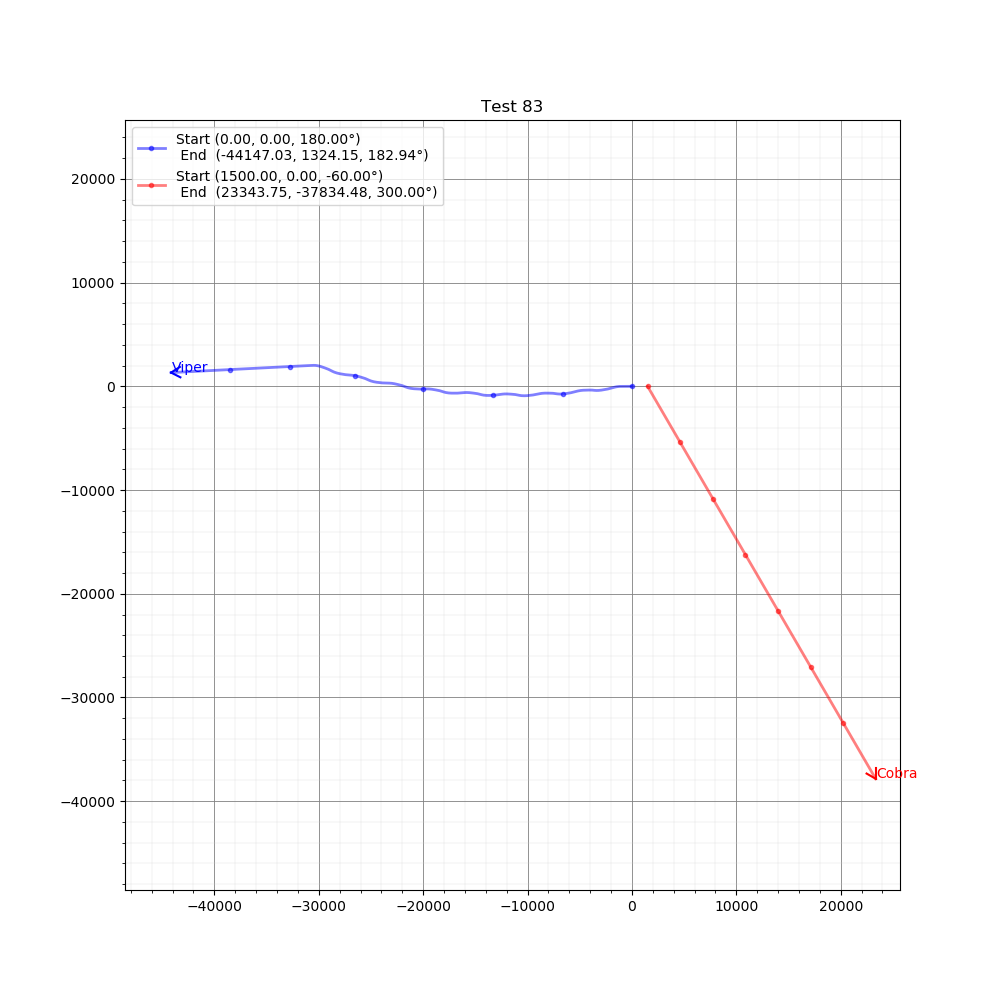 Test 83
Start (0.00, 0.00, 180.00°)
End  (-44147.03, 1324.15, 182.94°)
Start (1500.00, 0.00, -60.00°)
End  (23343.75, -37834.48, 300.00°)
20000
10000
0
−10000
−20000
−30000
−40000
Viper
Cobra
−40000
−30000
−20000
−10000
0
10000
20000